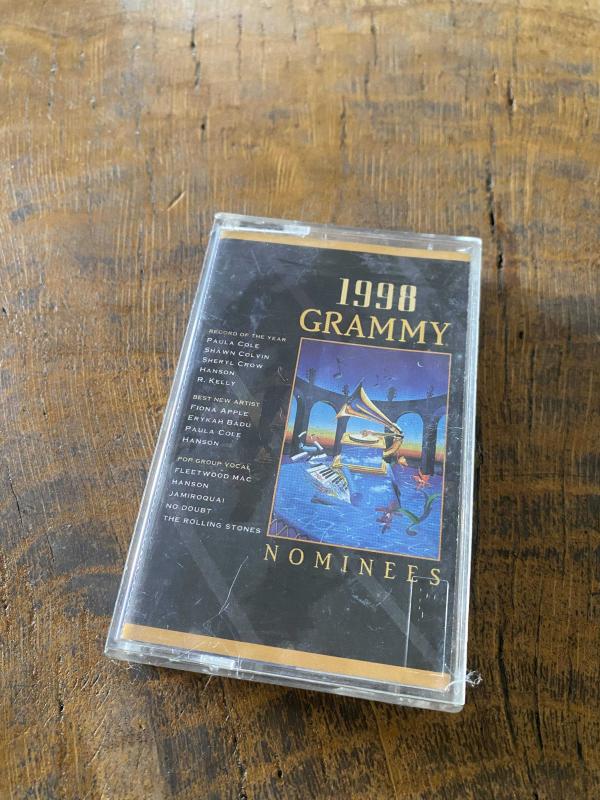 1998
GRAMMY
RECORD OF THE YEAR
PAULA COLE
SHAWN COLVIN
SHERYL CROW
HANSON
R. KELLY
BEST NEW ARTIST
FIONA APPLE
ERYKAH BADU
PAULA COLE
HANSON
POP GROUP VOCAL
FLEETWOOD MAC
HANSON
JAMIROQUAI
NO DOUBT
THE ROLLING STONES
NOMINEES